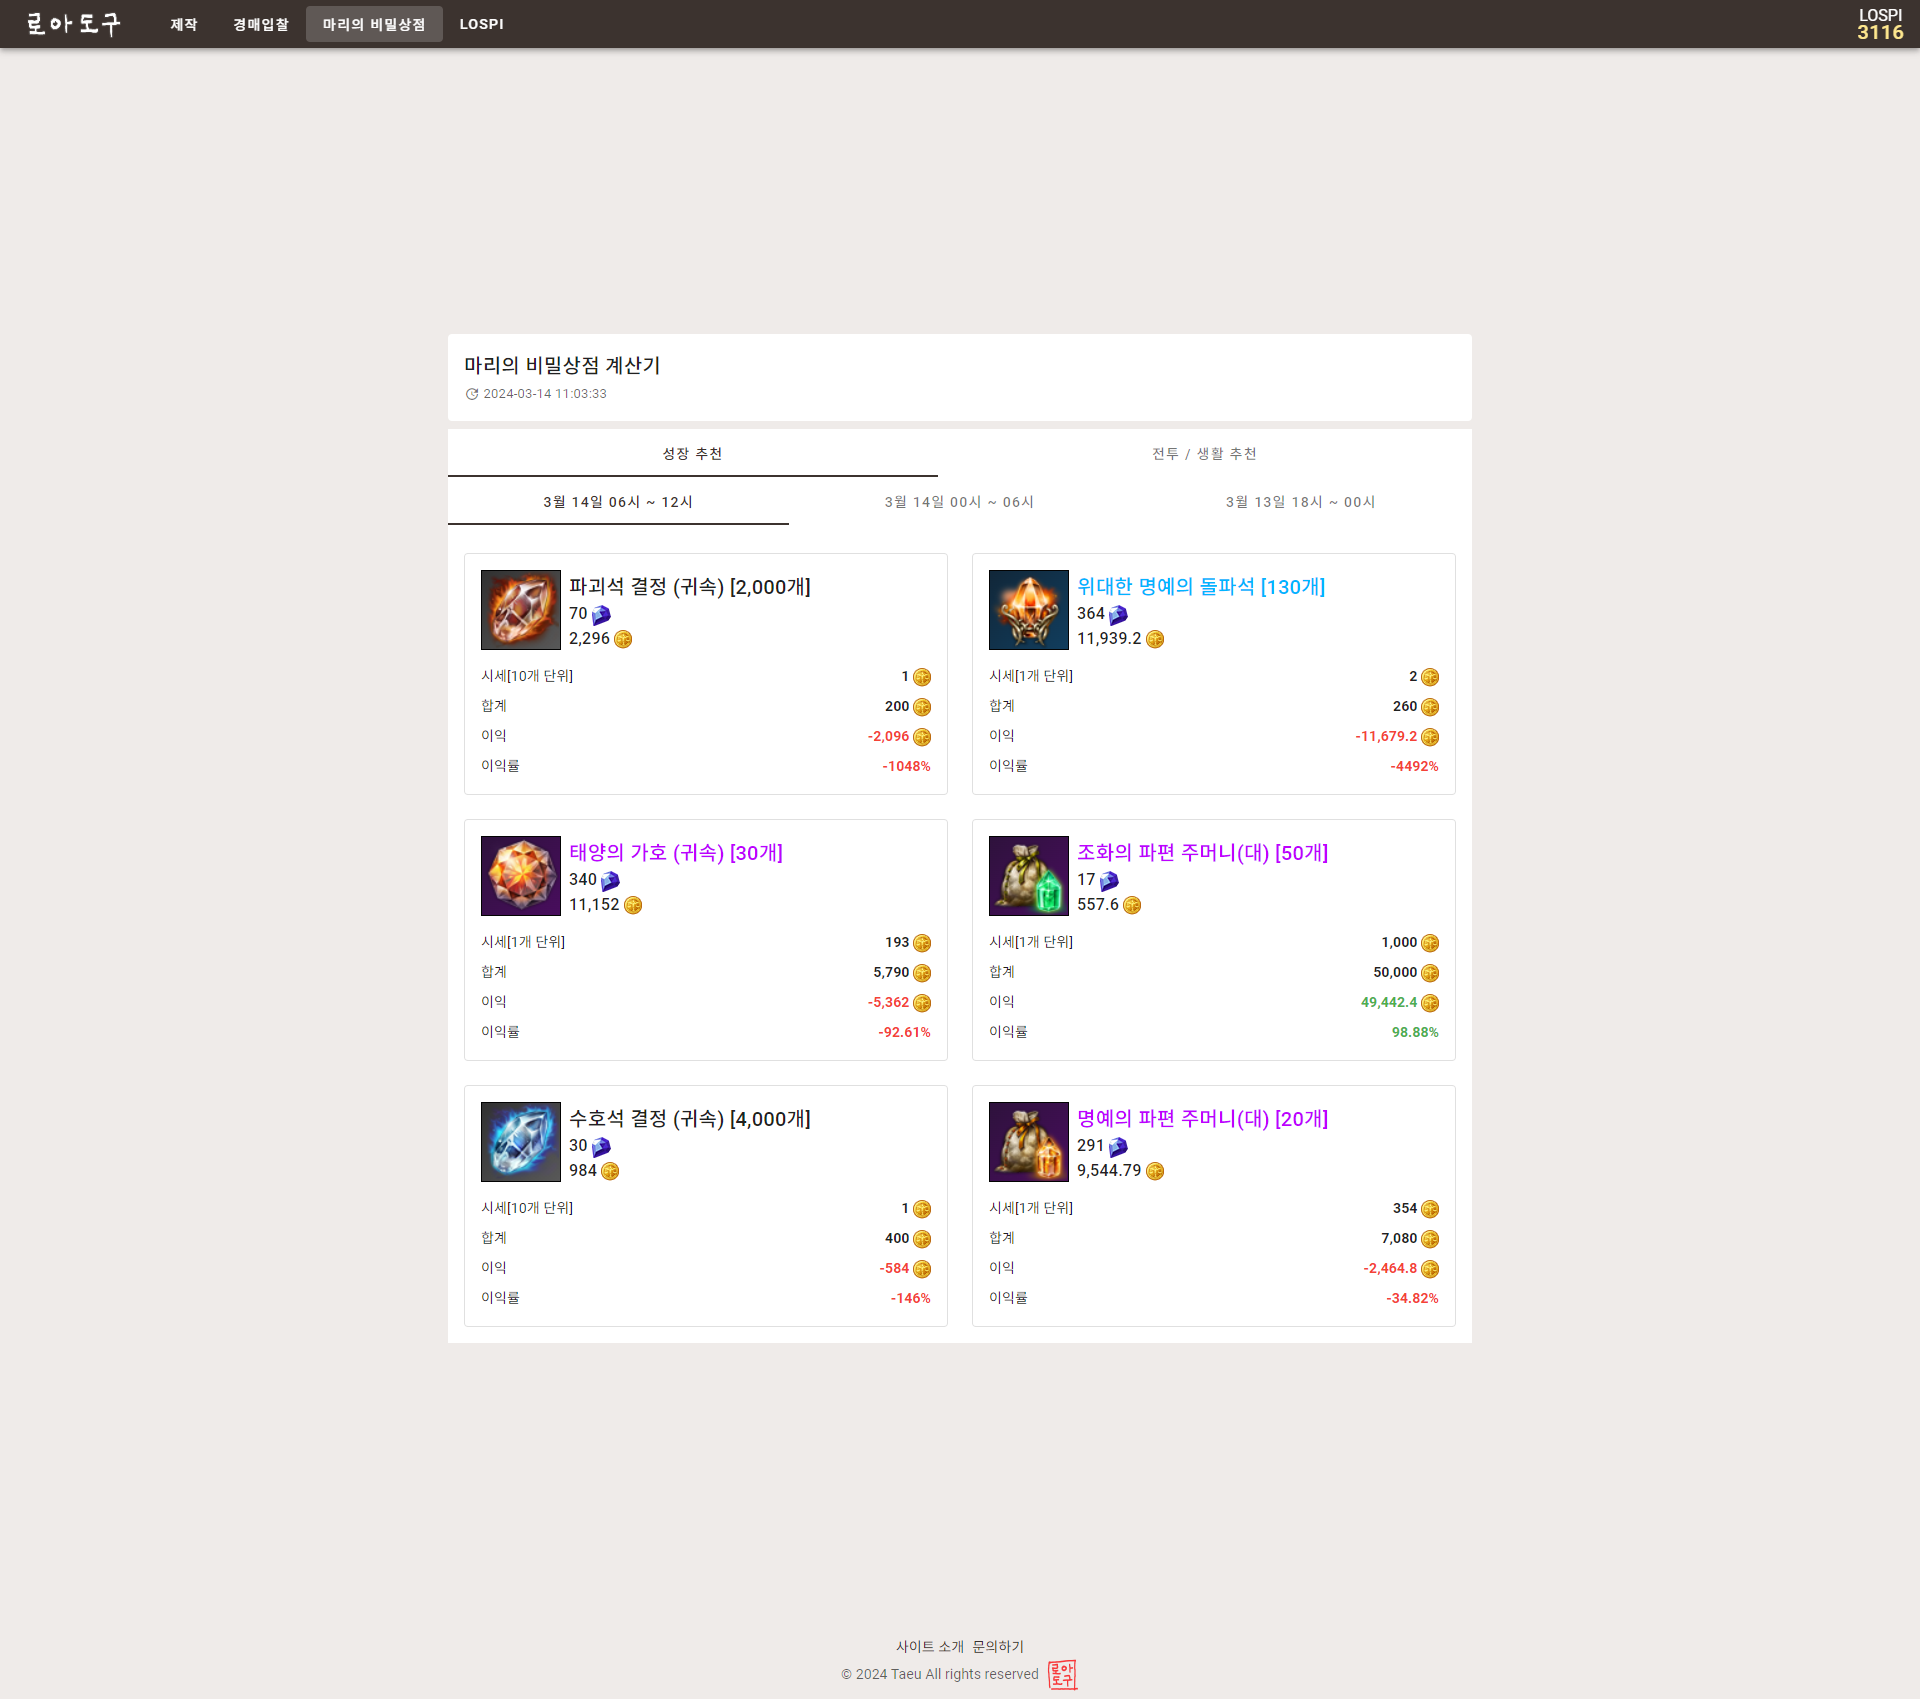 로아도구
제작 경매입찰 마리의 비밀상점 LOSPI
LOSPI
3116
마리의 비밀상점 계산기
2024-03-14 11:03:33
성장 추천 전투 / 생활 추천
3월 14일 06시 ~ 12시 3월 14일 00시 ~ 06시 3월 13일 18시 ~ 00시
파괴석 결정 (귀속) [2,000개]
70
2,296
시세[10개 단위] 1
합계 200
이익 -2,096
이익률 -1048%
위대한 명예의 돌파석 [130개]
364
11,939.2
시세[1개 단위] 2
합계 260
이익 -11,679.2
이익률 -4492%
태양의 가호 (귀속) [30개]
340
11,152
시세[1개 단위] 193
합계 5,790
이익 -5,362
이익률 -92.61%
조화의 파편 주머니(대) [50개]
17
557.6
시세[1개 단위] 1,000
합계 50,000
이익 49,442.4
이익률 98.88%
수호석 결정 (귀속) [4,000개]
30
984
시세[10개 단위] 1
합계 400
이익 -584
이익률 -146%
명예의 파편 주머니(대) [20개]
291
9,544.79
시세[1개 단위] 354
합계 7,080
이익 -2,464.8
이익률 -34.82%
사이트 소개 문의하기
© 2024 Taeu All rights reserved
로아
도구